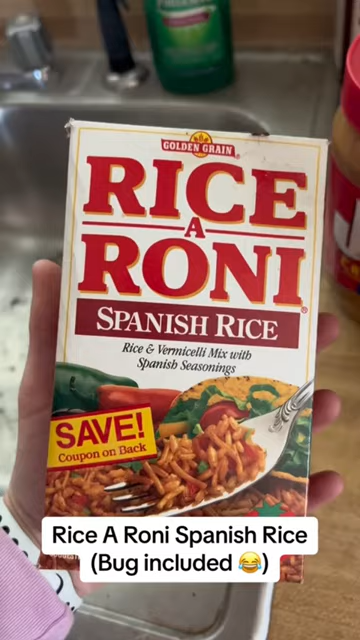 GOLDEN GRAIN
RICE
A
RONI
SPANISH RICE
Rice & Vermicelli Mix with
Spanish Seasonings
SAVE!
Coupon on Back
Rice A Roni Spanish Rice
(Bug included 😂)